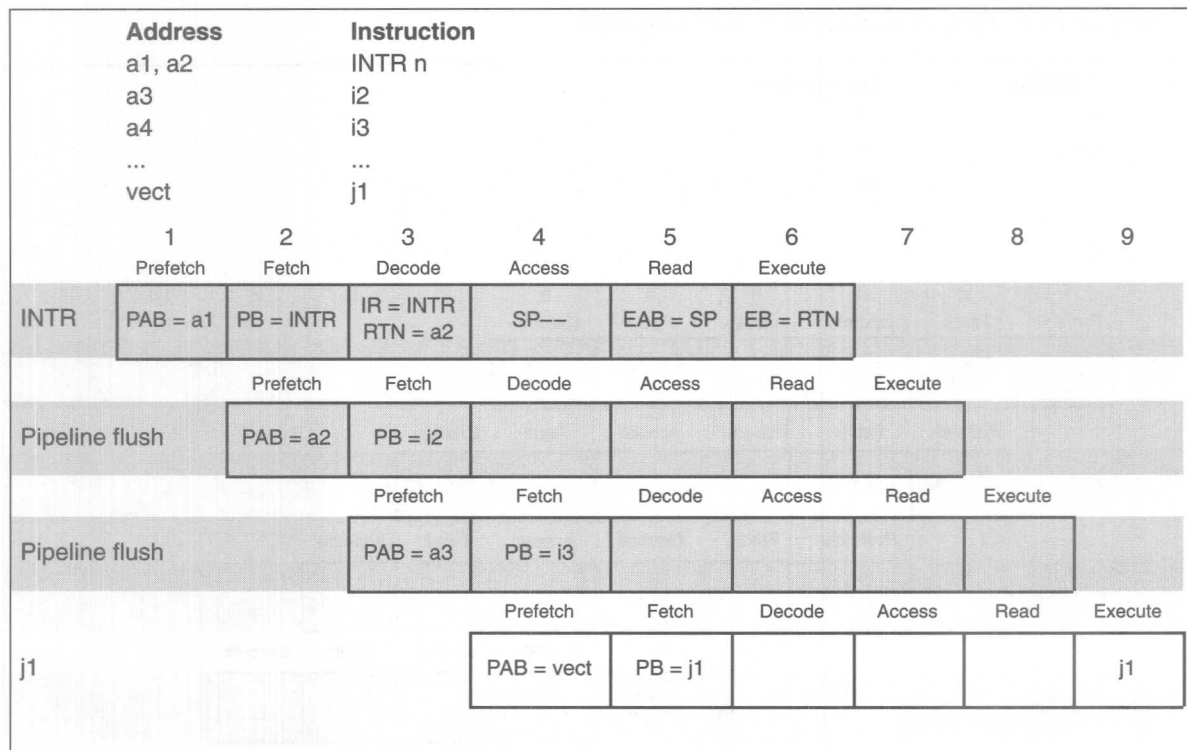 Address Instruction
a1, a2 INTR n
a3 i2
a4 i3
... ...
vect j1
1 2 3 4 5 6 7 8 9
Prefetch Fetch Decode Access Read Execute
INTR PAB = a1 PB = INTR IR = INTR RTN = a2 SP–– EAB = SP EB = RTN
Prefetch Fetch Decode Access Read Execute
Pipeline flush PAB = a2 PB = i2
Prefetch Fetch Decode Access Read Execute
Pipeline flush PAB = a3 PB = i3
Prefetch Fetch Decode Access Read Execute
j1 PAB = vect PB = j1 j1